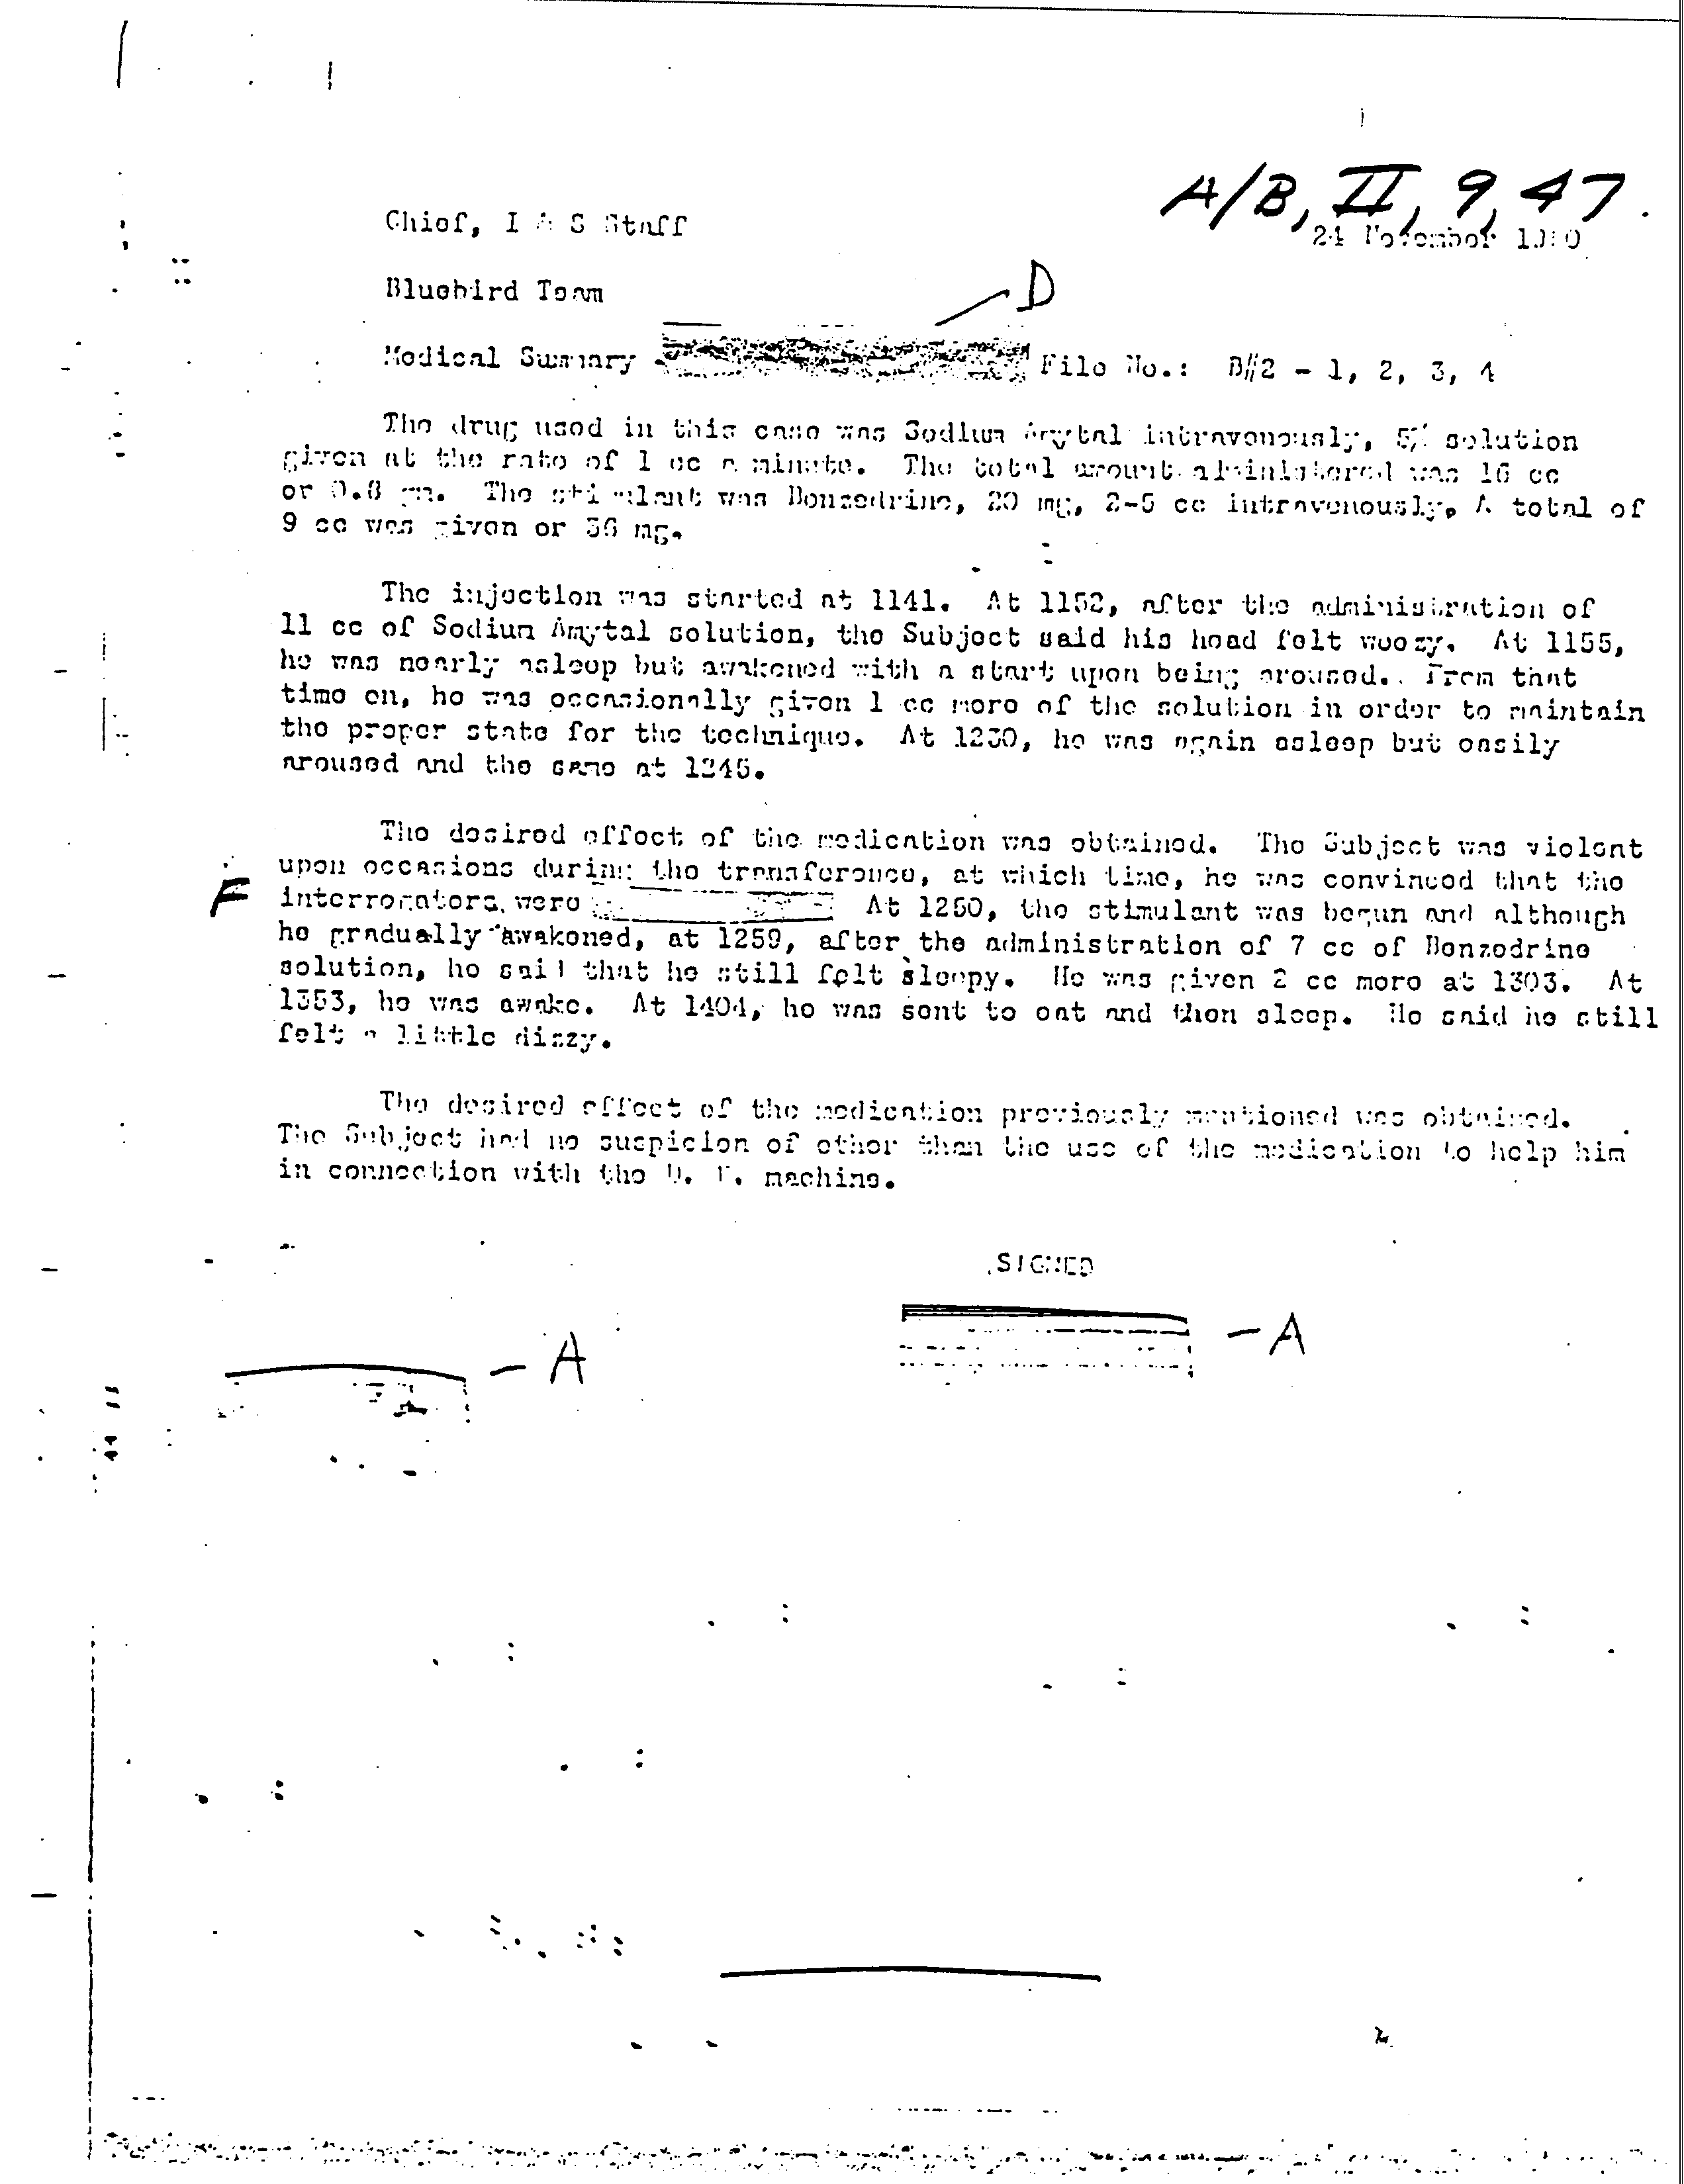 A/B, II, 9, 47.
Chief, I & S Staff
24 November 1950
Bluebird Team
D
Medical Summary File No.: B#2 - 1, 2, 3, 4
The drug used in this case was Sodium Amytal intravenously, 5% solution
given at the rate of 1 cc a minute. The total amount administered was 16 cc
or 0.8 gm. The stimulant was Benzedrine, 20 mg, 2-5 cc intravenously. A total of
9 cc was given or 36 mg.
The injection was started at 1141. At 1152, after the administration of
11 cc of Sodium Amytal solution, the Subject said his head felt woozy. At 1155,
he was nearly asleep but awakened with a start upon being aroused. From that
time on, he was occasionally given 1 cc more of the solution in order to maintain
the proper state for the technique. At 1230, he was again asleep but easily
aroused and the same at 1245.
The desired effect of the medication was obtained. The Subject was violent
upon occasions during the transference, at which time, he was convinced that the
F
interrogators were At 1250, the stimulant was begun and although
he gradually awakened, at 1259, after the administration of 7 cc of Benzedrine
solution, he said that he still felt sleepy. He was given 2 cc more at 1303. At
1353, he was awake. At 1404, he was sent to eat and then sleep. He said he still
felt a little dizzy.
The desired effect of the medication previously mentioned was obtained.
The Subject had no suspicion of other than the use of the medication to help him
in connection with the machine.
SIGNED
- A
- A